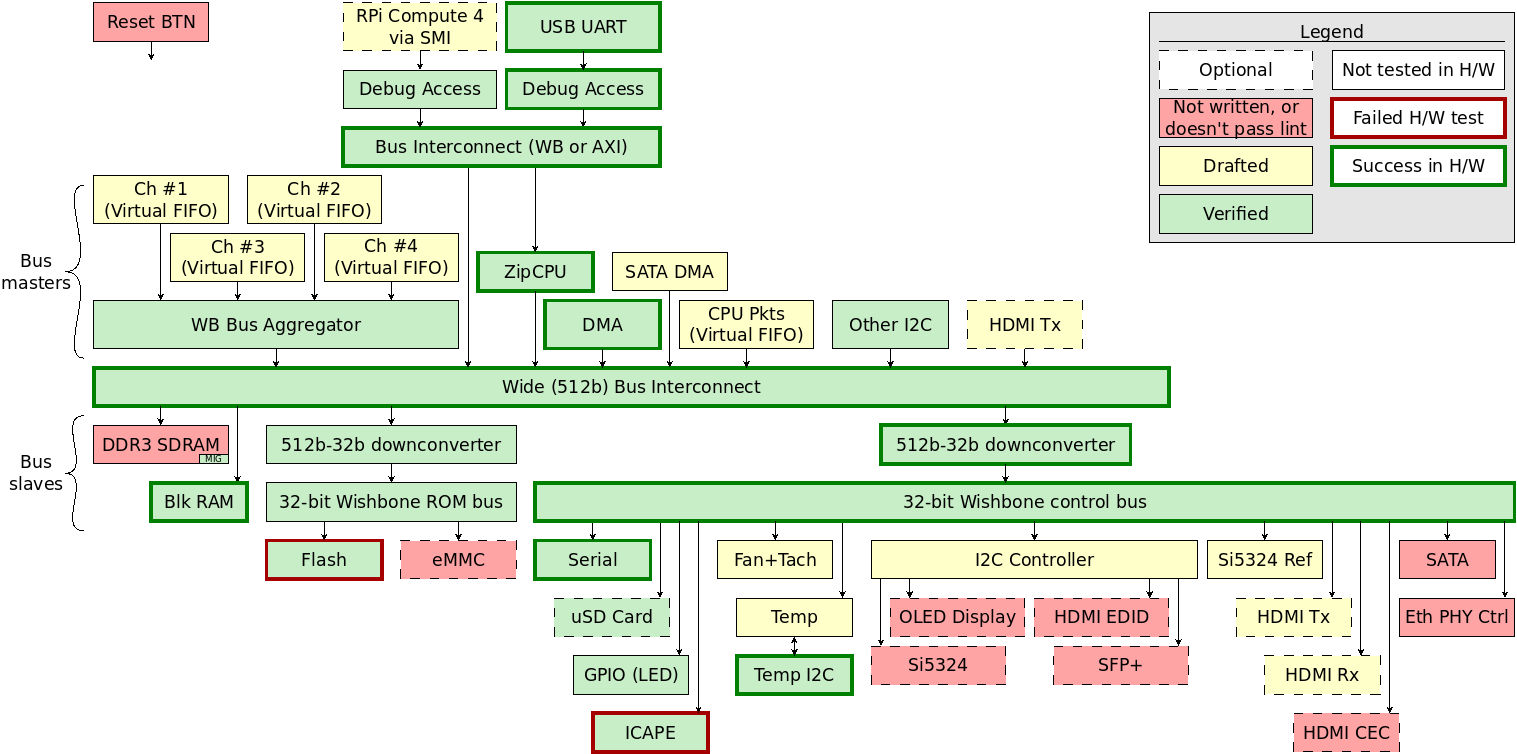 Reset BTN
RPi Compute 4
via SMI
USB UART
Debug Access
Debug Access
Bus Interconnect (WB or AXI)
Legend
Optional
Not tested in H/W
Not written, or
doesn't pass lint
Failed H/W test
Drafted
Success in H/W
Verified
Bus
masters
Ch #1
(Virtual FIFO)
Ch #2
(Virtual FIFO)
Ch #3
(Virtual FIFO)
Ch #4
(Virtual FIFO)
ZipCPU
SATA DMA
WB Bus Aggregator
DMA
CPU Pkts
(Virtual FIFO)
Other I2C
HDMI Tx
Wide (512b) Bus Interconnect
Bus
slaves
DDR3 SDRAM
MIG
512b-32b downconverter
512b-32b downconverter
Blk RAM
32-bit Wishbone ROM bus
32-bit Wishbone control bus
Flash
eMMC
Serial
Fan+Tach
I2C Controller
Si5324 Ref
SATA
uSD Card
Temp
OLED Display
HDMI EDID
HDMI Tx
Eth PHY Ctrl
GPIO (LED)
Temp I2C
Si5324
SFP+
HDMI Rx
ICAPE
HDMI CEC